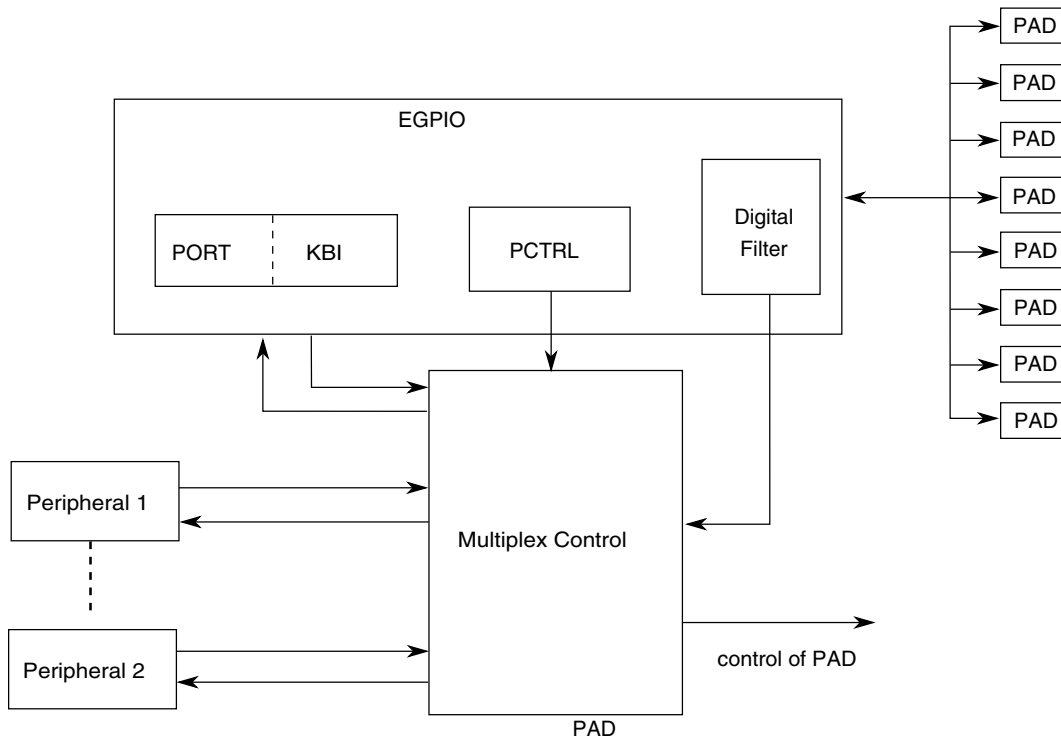 PAD
PAD
EGPIO
PAD
PAD
Digital
Filter
PORT
KBI
PCTRL
PAD
PAD
PAD
PAD
Peripheral 1
Multiplex Control
Peripheral 2
control of PAD
PAD